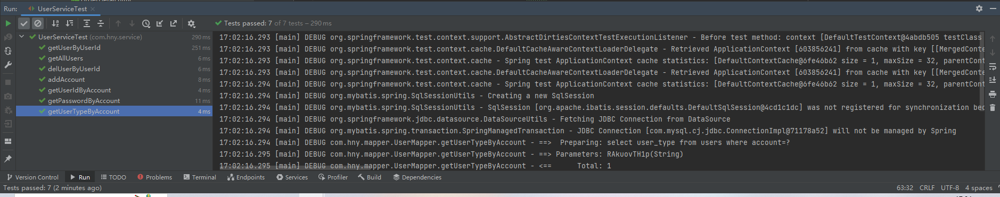 Run: UserServiceTest
Tests passed: 7 of 7 tests – 290 ms
UserServiceTest (com.hny.service) 290 ms
getUserByUserId 251 ms
getAllUsers 6 ms
delUserByUserId 6 ms
addAccount 8 ms
getUserIdByAccount 4 ms
getPasswordByAccount 11 ms
getUserTypeByAccount 4 ms
17:02:16.293 [main] DEBUG org.springframework.test.context.support.AbstractDirtiesContextTestExecutionListener - Before test method: context [DefaultTestContext@4abdb505 testClass
17:02:16.293 [main] DEBUG org.springframework.test.context.cache.DefaultCacheAwareContextLoaderDelegate - Retrieved ApplicationContext [603856241] from cache with key [[MergedConte
17:02:16.293 [main] DEBUG org.springframework.test.context.cache - Spring test ApplicationContext cache statistics: [DefaultContextCache@6fe46b62 size = 1, maxSize = 32, parentCont
17:02:16.293 [main] DEBUG org.springframework.test.context.cache.DefaultCacheAwareContextLoaderDelegate - Retrieved ApplicationContext [603856241] from cache with key [[MergedConte
17:02:16.294 [main] DEBUG org.springframework.test.context.cache - Spring test ApplicationContext cache statistics: [DefaultContextCache@6fe46b62 size = 1, maxSize = 32, parentCont
17:02:16.294 [main] DEBUG org.mybatis.spring.SqlSessionUtils - Creating a new SqlSession
17:02:16.294 [main] DEBUG org.mybatis.spring.SqlSessionUtils - SqlSession [org.apache.ibatis.session.defaults.DefaultSqlSession@4cd1c1dc] was not registered for synchronization bec
17:02:16.294 [main] DEBUG org.springframework.jdbc.datasource.DataSourceUtils - Fetching JDBC Connection from DataSource
17:02:16.294 [main] DEBUG org.mybatis.spring.transaction.SpringManagedTransaction - JDBC Connection [com.mysql.cj.jdbc.ConnectionImpl@71178a52] will not be managed by Spring
17:02:16.294 [main] DEBUG com.hny.mapper.UserMapper.getUserTypeByAccount - ==>  Preparing: select user_type from users where account=?
17:02:16.295 [main] DEBUG com.hny.mapper.UserMapper.getUserTypeByAccount - ==> Parameters: RAkuovTH1p(String)
17:02:16.295 [main] DEBUG com.hny.mapper.UserMapper.getUserTypeByAccount - <==      Total: 1
Version Control Run TODO Problems Terminal Endpoints Services Profiler Build Dependencies
Tests passed: 7 (2 minutes ago) 63:32 CRLF UTF-8 4 spaces